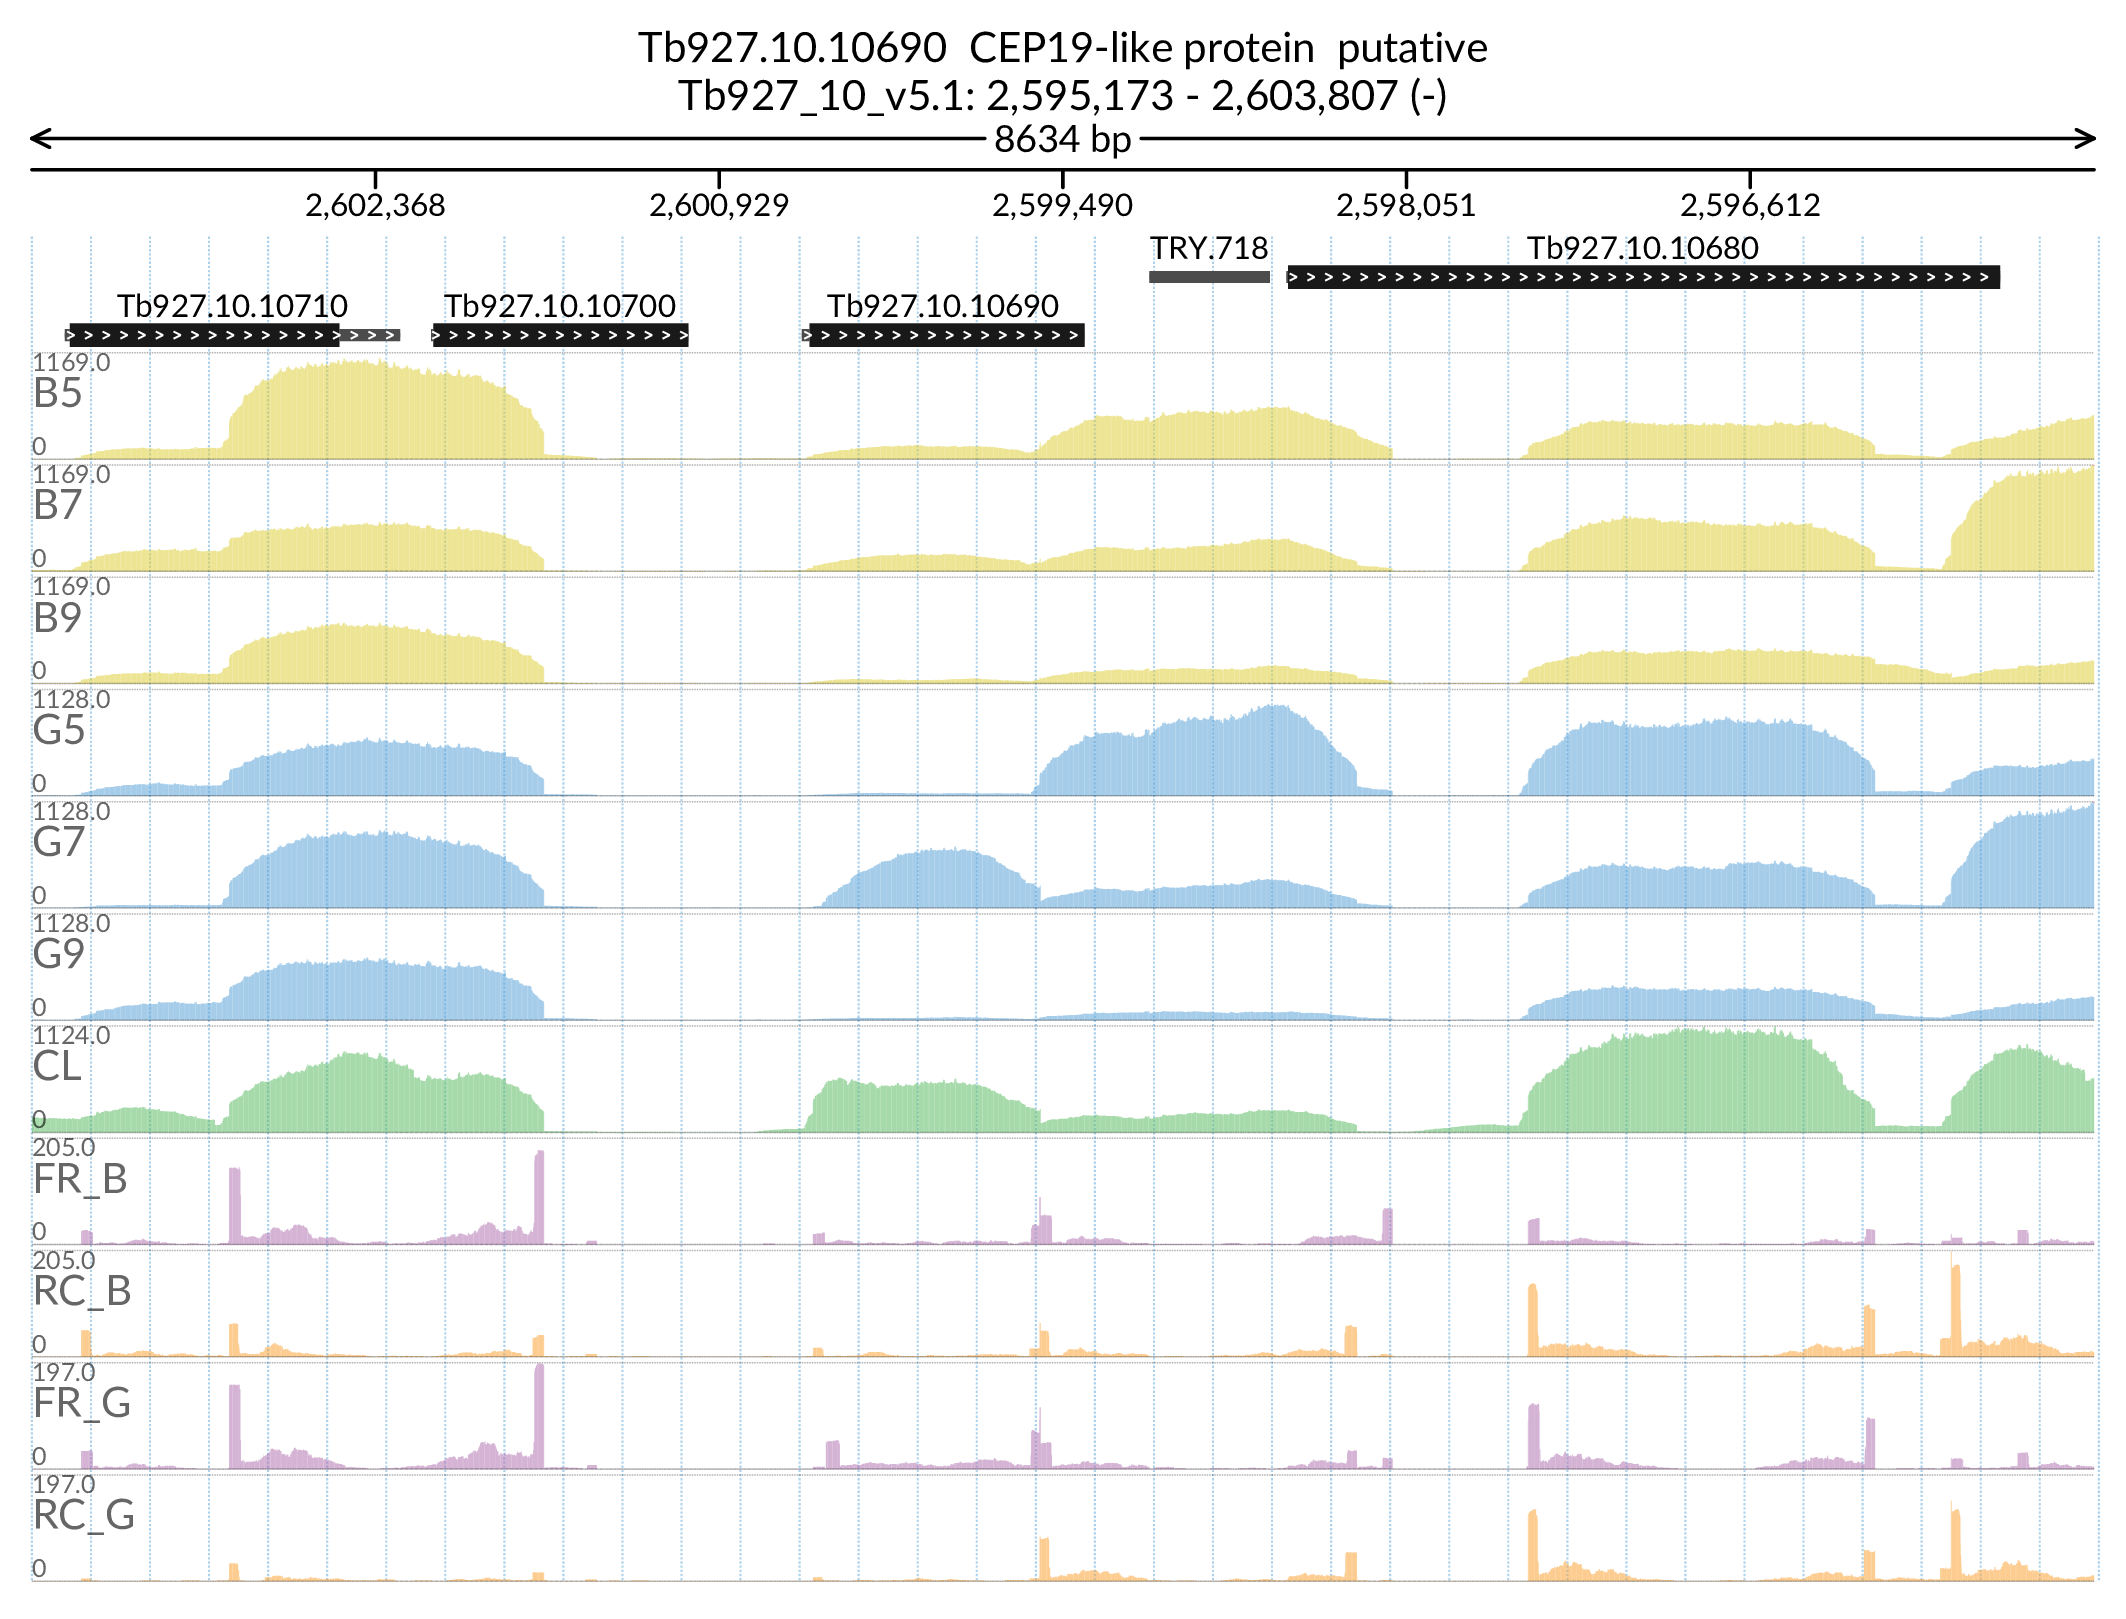 Tb927.10.10690  CEP19-like protein  putative
Tb927_10_v5.1: 2,595,173 - 2,603,807 (-)
8634 bp
2,602,368 2,600,929 2,599,490 2,598,051 2,596,612
TRY.718 Tb927.10.10680
Tb927.10.10710 Tb927.10.10700 Tb927.10.10690
1169.0
B5
0
1169.0
B7
0
1169.0
B9
0
1128.0
G5
0
1128.0
G7
0
1128.0
G9
0
1124.0
CL
0
205.0
FR_B
0
205.0
RC_B
0
197.0
FR_G
0
197.0
RC_G
0